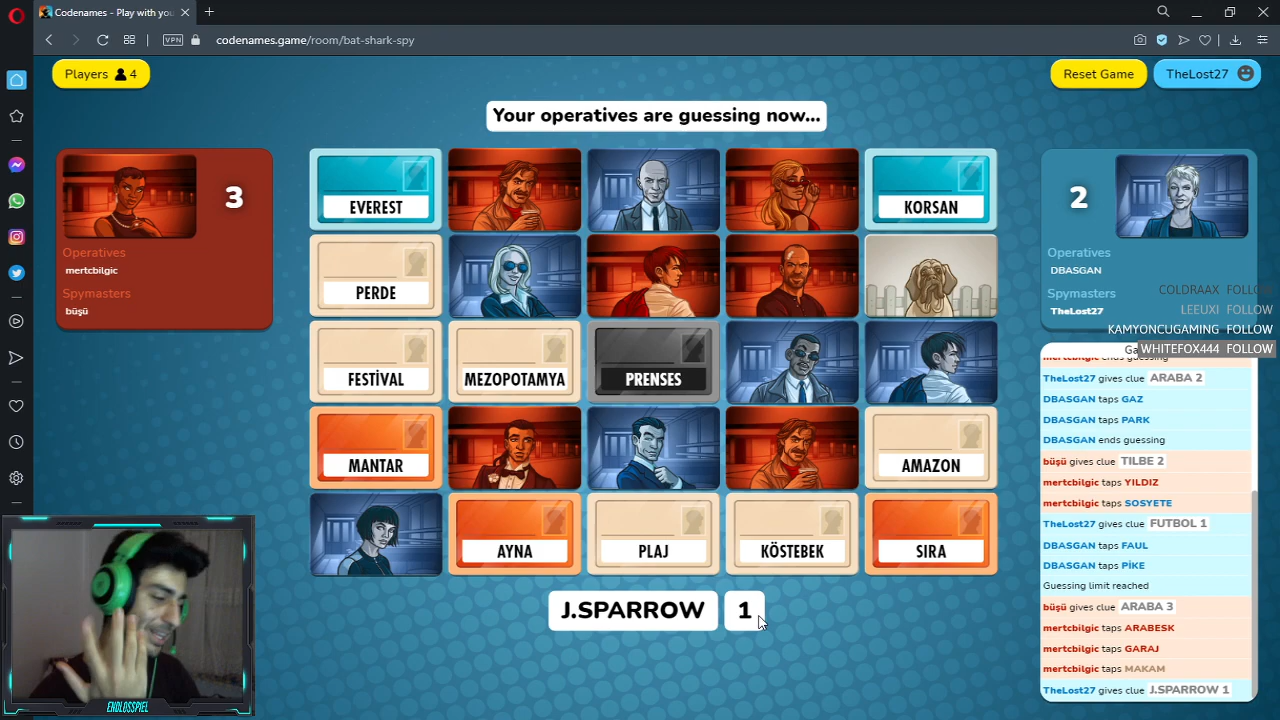 Codenames – Play with you
VPN
codenames.game/room/bat-shark-spy
Players 4
Reset Game
TheLost27
Your operatives are guessing now...
3
Operatives
mertcbilgic
Spymasters
büşü
2
Operatives
DBASGAN
Spymasters
TheLost27
COLDRAAX FOLLOW
LEEUXI FOLLOW
KAMYONCUGAMING FOLLOW
WHITEFOX444 FOLLOW
EVEREST
KORSAN
PERDE
FESTİVAL
MEZOPOTAMYA
PRENSES
MANTAR
AMAZON
AYNA
PLAJ
KÖSTEBEK
SIRA
J.SPARROW 1
mertcbilgic ends guessing
TheLost27 gives clue ARABA 2
DBASGAN taps GAZ
DBASGAN taps PARK
DBASGAN ends guessing
büşü gives clue TILBE 2
mertcbilgic taps YILDIZ
mertcbilgic taps SOSYETE
TheLost27 gives clue FUTBOL 1
DBASGAN taps FAUL
DBASGAN taps PİKE
Guessing limit reached
büşü gives clue ARABA 3
mertcbilgic taps ARABESK
mertcbilgic taps GARAJ
mertcbilgic taps MAKAM
TheLost27 gives clue J.SPARROW 1
ENDLOSSPIEL